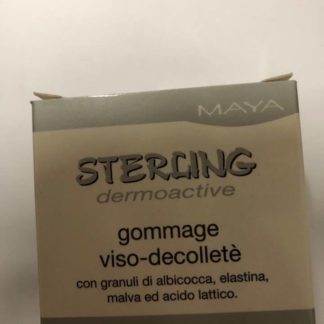 MAYA
STERLING
dermoactive
gommage
viso-decolletè
con granuli di albicocca, elastina,
malva ed acido lattico.